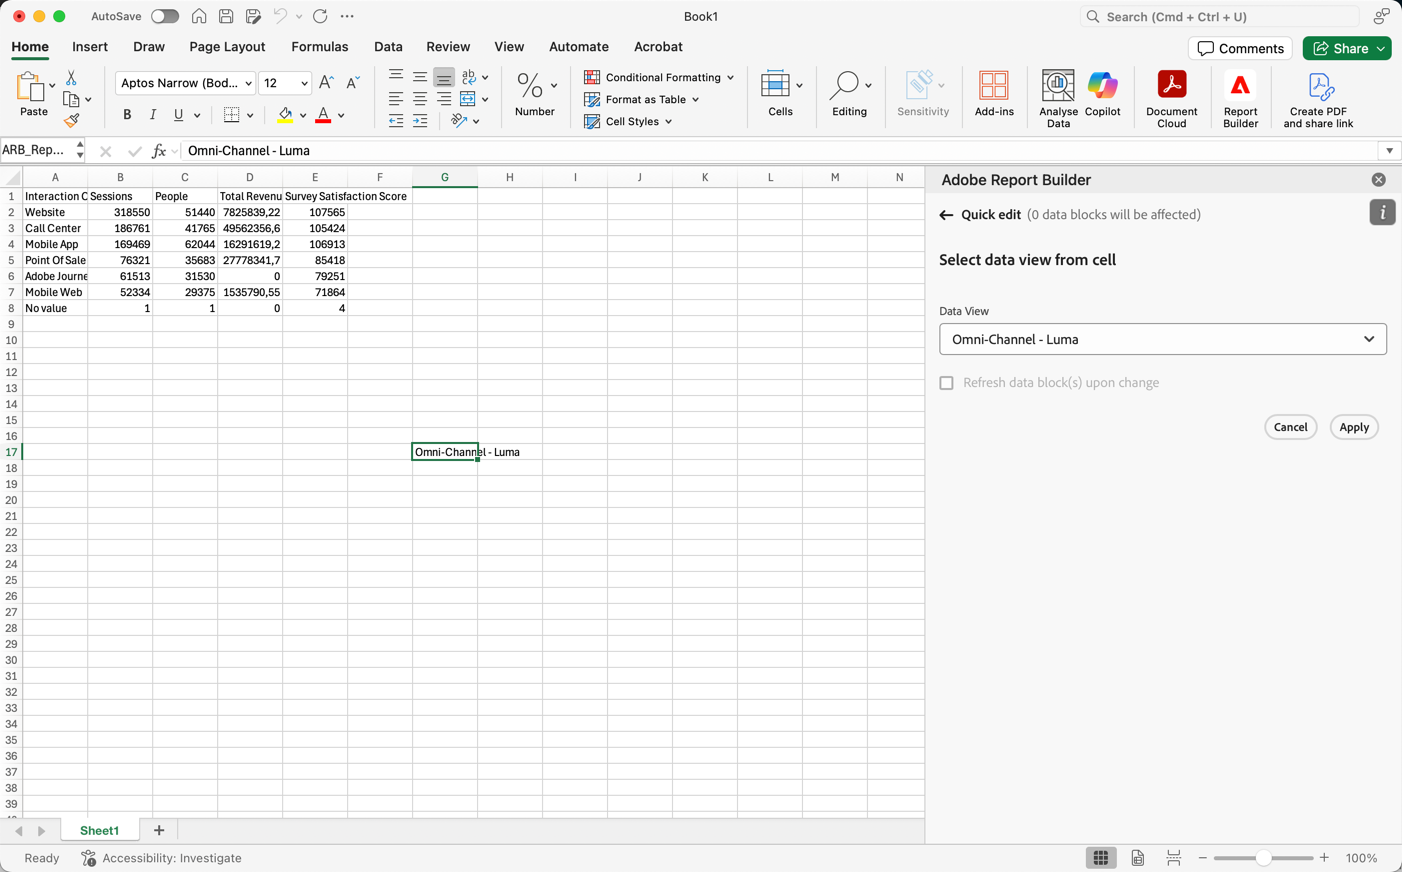 AutoSave
Book1
Search (Cmd + Ctrl + U)
Home Insert Draw Page Layout Formulas Data Review View Automate Acrobat
Comments Share
Paste
Aptos Narrow (Bod... 12
B I U
Number
Conditional Formatting
Format as Table
Cell Styles
Cells
Editing
Sensitivity
Add-ins
Analyse Data
Copilot
Document Cloud
Report Builder
Create PDF and share link
ARB_Rep... fx Omni-Channel - Luma
A B C D E F G H I J K L M N
1 Interaction C Sessions People Total Revenu Survey Satisfaction Score
2 Website 318550 51440 7825839,22 107565
3 Call Center 186761 41765 49562356,6 105424
4 Mobile App 169469 62044 16291619,2 106913
5 Point Of Sale 76321 35683 27778341,7 85418
6 Adobe Journe 61513 31530 0 79251
7 Mobile Web 52334 29375 1535790,55 71864
8 No value 1 1 0 4
9
10
11
12
13
14
15
16
17 Omni-Channel - Luma
18
19
20
21
22
23
24
25
26
27
28
29
30
31
32
33
34
35
36
37
38
39
Adobe Report Builder
Quick edit (0 data blocks will be affected)
Select data view from cell
Data View
Omni-Channel - Luma
Refresh data block(s) upon change
Cancel Apply
Sheet1
Ready Accessibility: Investigate
100%